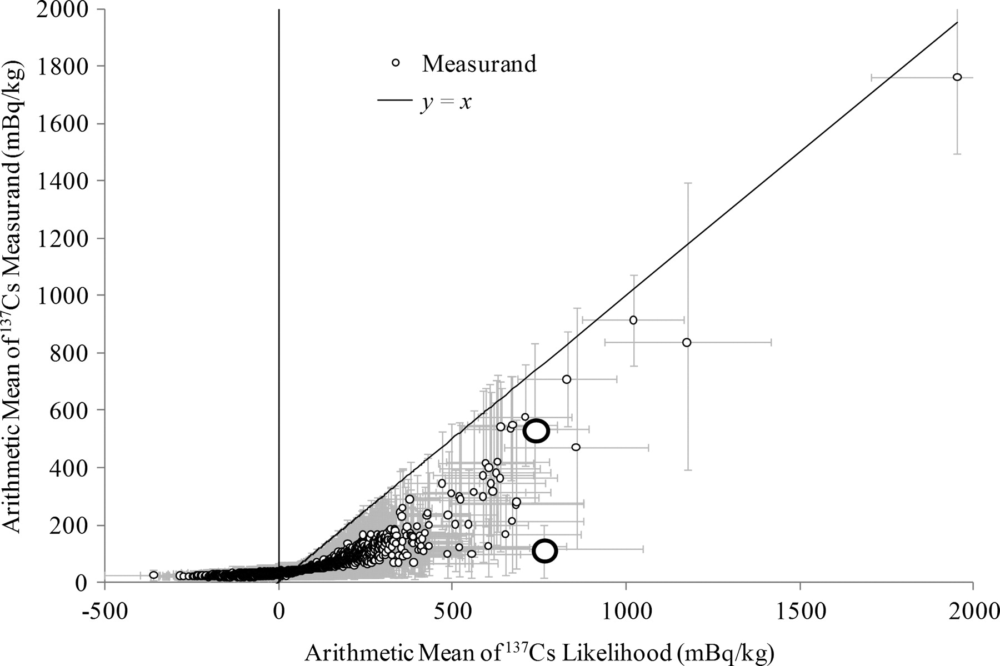 2000
1800
1600
1400
1200
1000
800
600
400
200
0
Arithmetic Mean of ¹³⁷Cs Measurand (mBq/kg)
Measurand
y = x
-500 0 500 1000 1500 2000
Arithmetic Mean of ¹³⁷Cs Likelihood (mBq/kg)